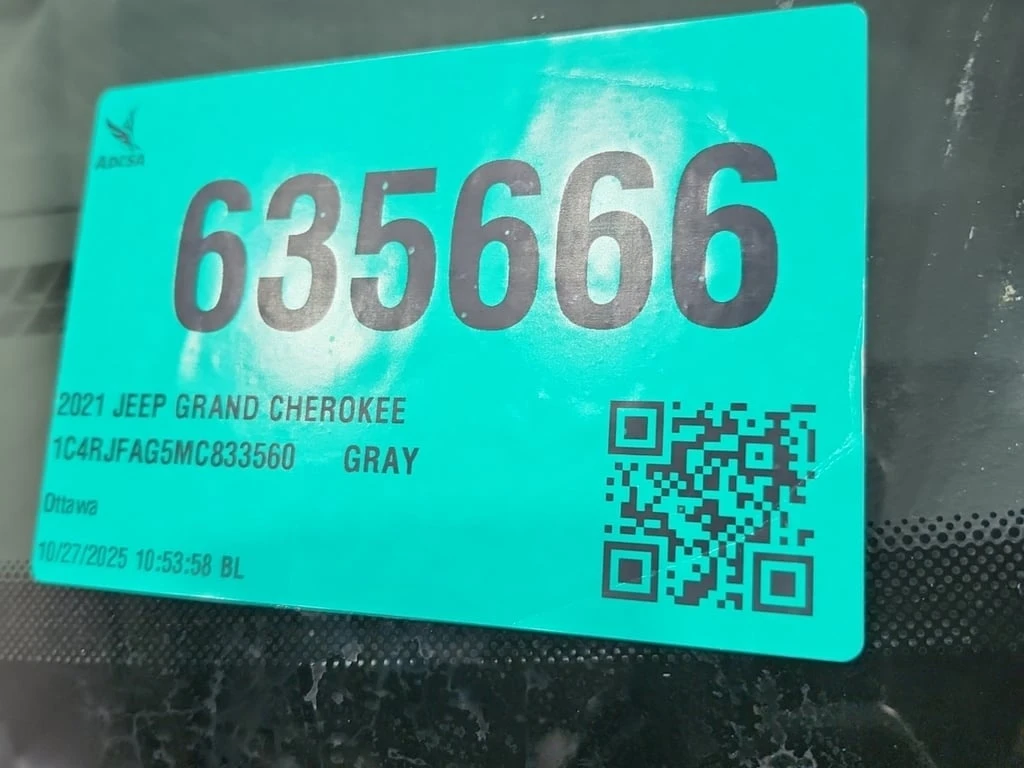 ADESA
635666
2021 JEEP GRAND CHEROKEE
1C4RJFAG5MC833560 GRAY
Ottawa
10/27/2025 10:53:58 BL